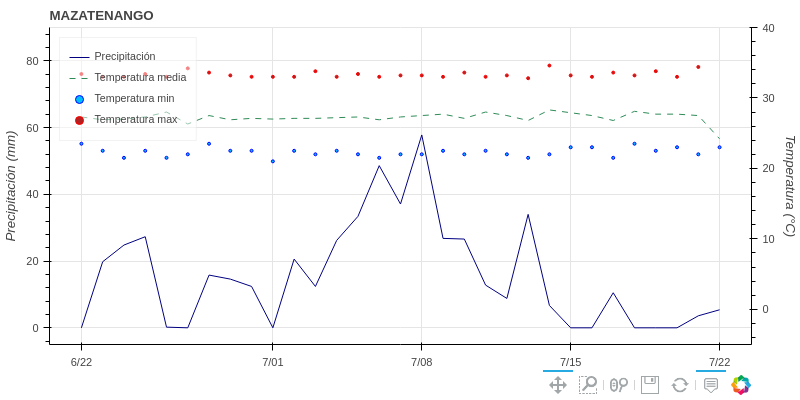 MAZATENANGO
Precipitación
Temperatura media
Temperatura min
Temperatura max
Precipitación (mm)
80
60
40
20
0
Temperatura (°C)
40
30
20
10
0
6/22
7/01
7/08
7/15
7/22